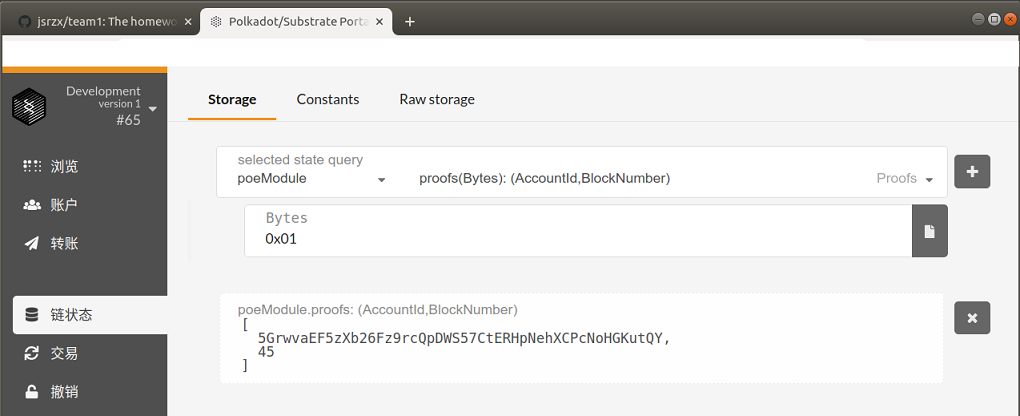 jsrzx/team1: The homewo
Polkadot/Substrate Porta
Development
version 1
#65
浏览
账户
转账
链状态
交易
撤销
Storage
Constants
Raw storage
selected state query
poeModule
proofs(Bytes): (AccountId,BlockNumber)
Proofs
Bytes
0x01
poeModule.proofs: (AccountId,BlockNumber)
[
5GrwvaEF5zXb26Fz9rcQpDWS57CtERHpNehXCPcNoHGKutQY,
45
]